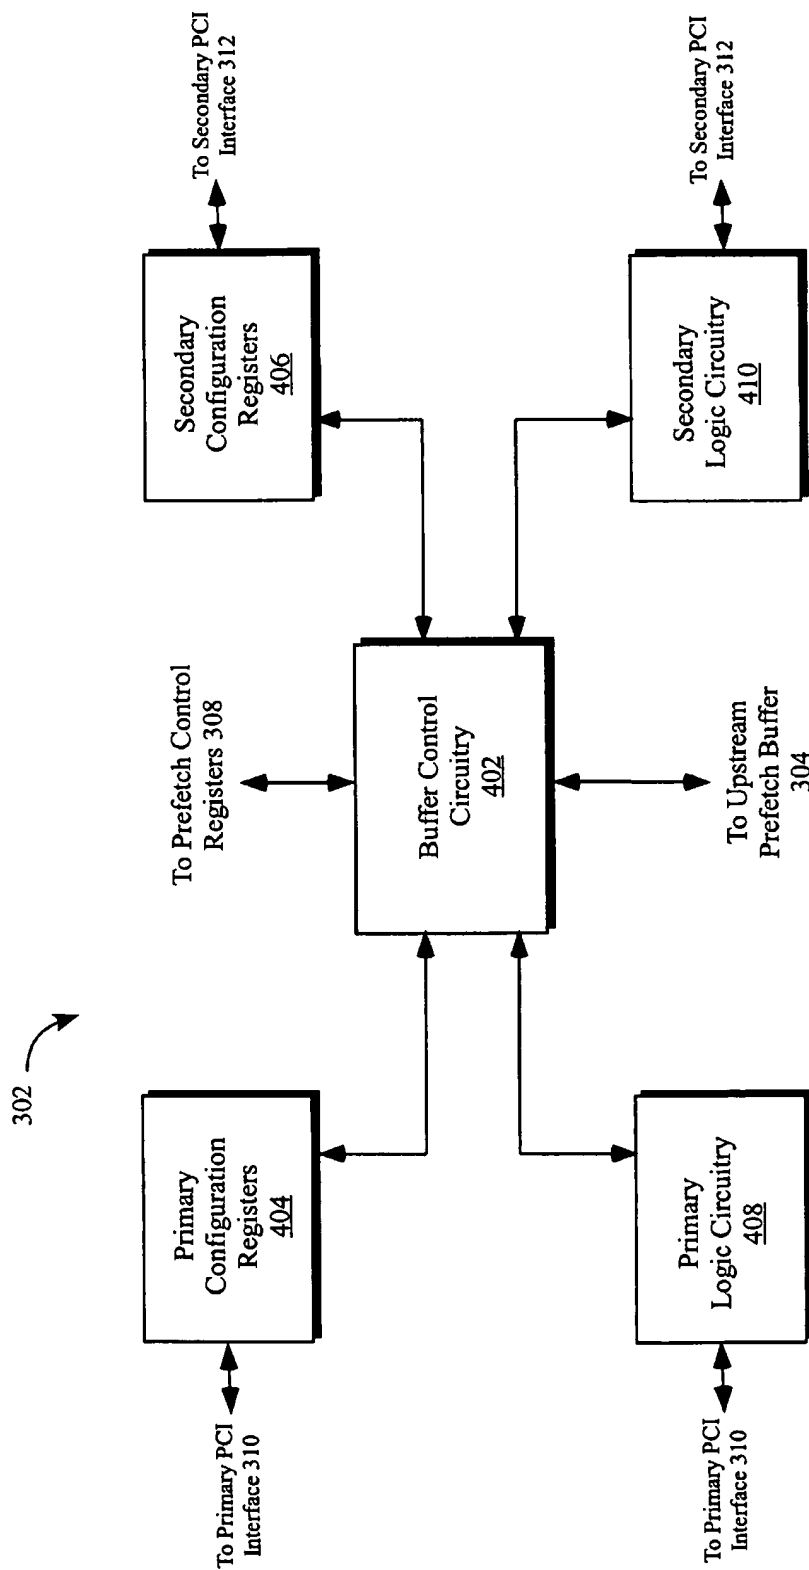 302
To Primary PCI
Interface 310
Primary
Configuration
Registers
404
To Prefetch Control
Registers 308
Secondary
Configuration
Registers
406
To Secondary PCI
Interface 312
Buffer Control
Circuitry
402
To Primary PCI
Interface 310
Primary
Logic Circuitry
408
To Upstream
Prefetch Buffer
304
Secondary
Logic Circuitry
410
To Secondary PCI
Interface 312